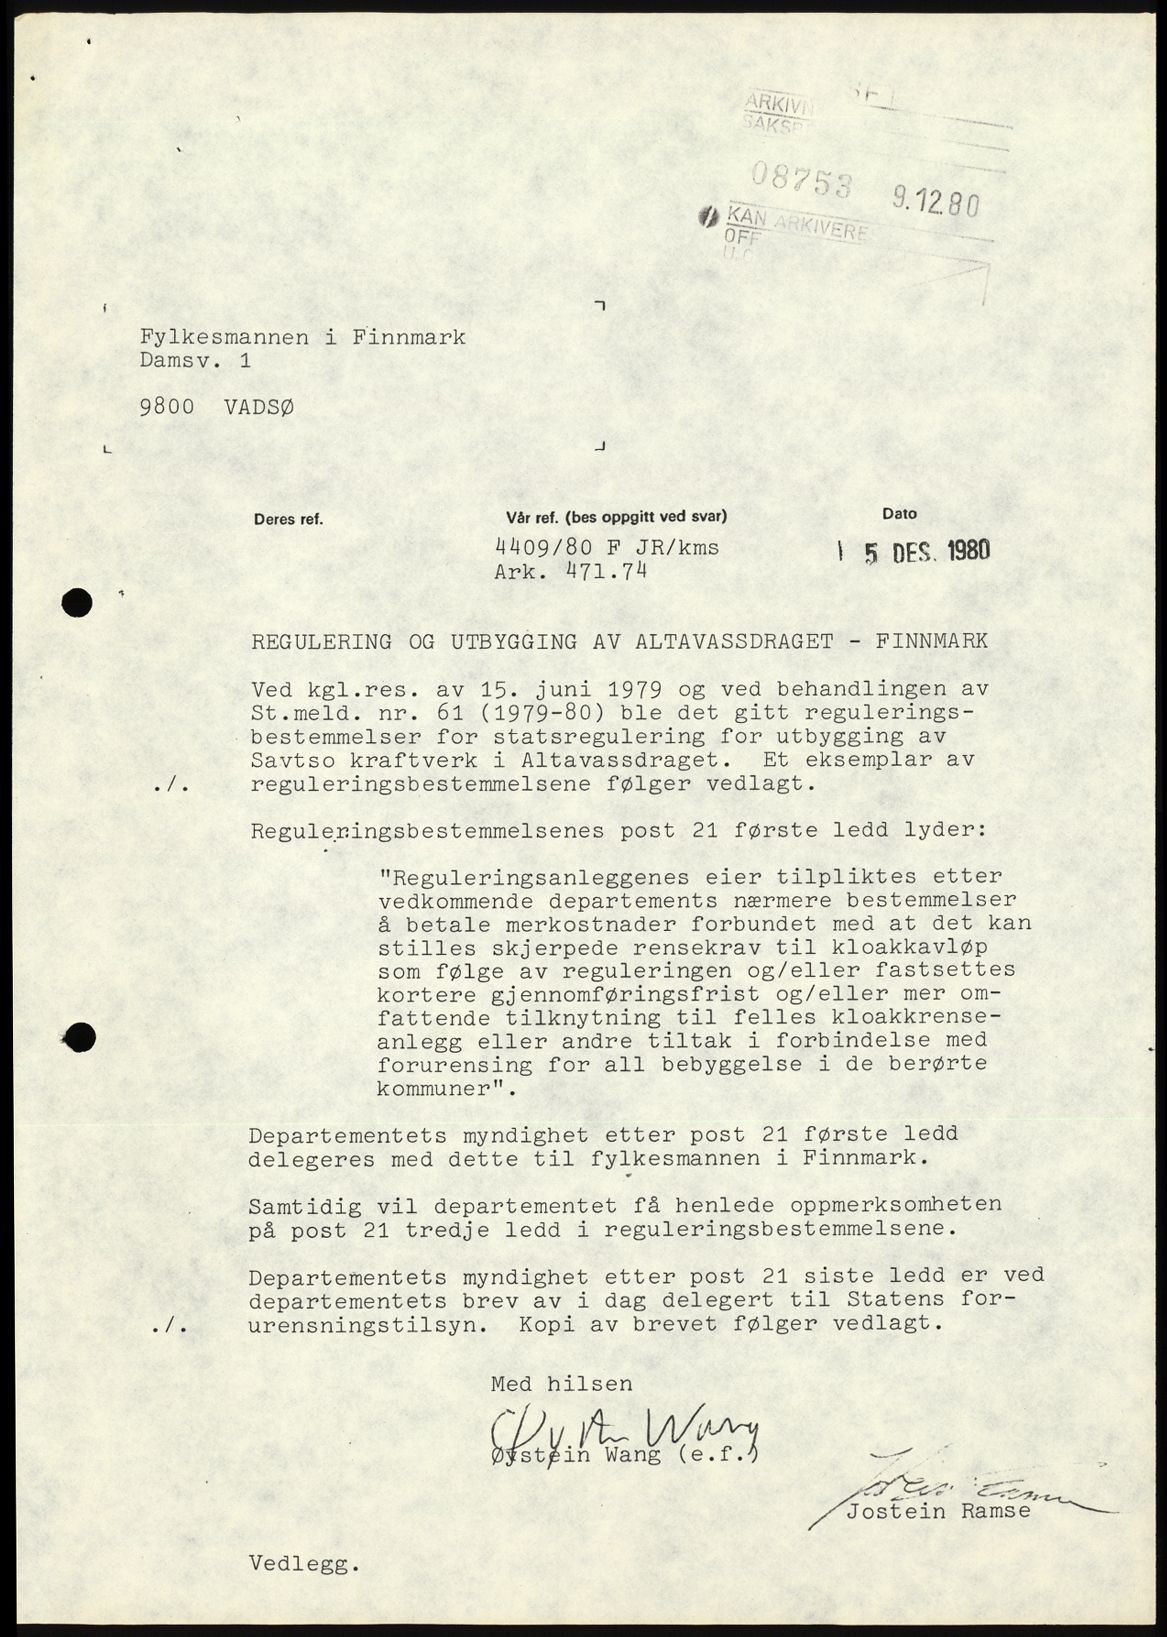 ARKIVN
SAKSB
08753 9.12.80
KAN ARKIVERE
OFF
Fylkesmannen i Finnmark
Damsv. 1
9800 VADSØ
Deres ref.
Vår ref. (bes oppgitt ved svar)
Dato
4409/80 F JR/kms
5 DES. 1980
Ark. 471.74
REGULERING OG UTBYGGING AV ALTAVASSDRAGET - FINNMARK
Ved kgl.res. av 15. juni 1979 og ved behandlingen av
St.meld. nr. 61 (1979-80) ble det gitt regulerings-
bestemmelser for statsregulering for utbygging av
Savtso kraftverk i Altavassdraget. Et eksemplar av
./. reguleringsbestemmelsene følger vedlagt.
Reguleringsbestemmelsenes post 21 første ledd lyder:
"Reguleringsanleggenes eier tilpliktes etter
vedkommende departements nærmere bestemmelser
å betale merkostnader forbundet med at det kan
stilles skjerpede rensekrav til kloakkavløp
som følge av reguleringen og/eller fastsettes
kortere gjennomføringsfrist og/eller mer om-
fattende tilknytning til felles kloakkrense-
anlegg eller andre tiltak i forbindelse med
forurensing for all bebyggelse i de berørte
kommuner".
Departementets myndighet etter post 21 første ledd
delegeres med dette til fylkesmannen i Finnmark.
Samtidig vil departementet få henlede oppmerksomheten
på post 21 tredje ledd i reguleringsbestemmelsene.
Departementets myndighet etter post 21 siste ledd er ved
departementets brev av i dag delegert til Statens for-
./. urensningstilsyn. Kopi av brevet følger vedlagt.
Med hilsen
Øystein Wang
Øystein Wang (e.f.)
Jostein Ramse
Vedlegg.